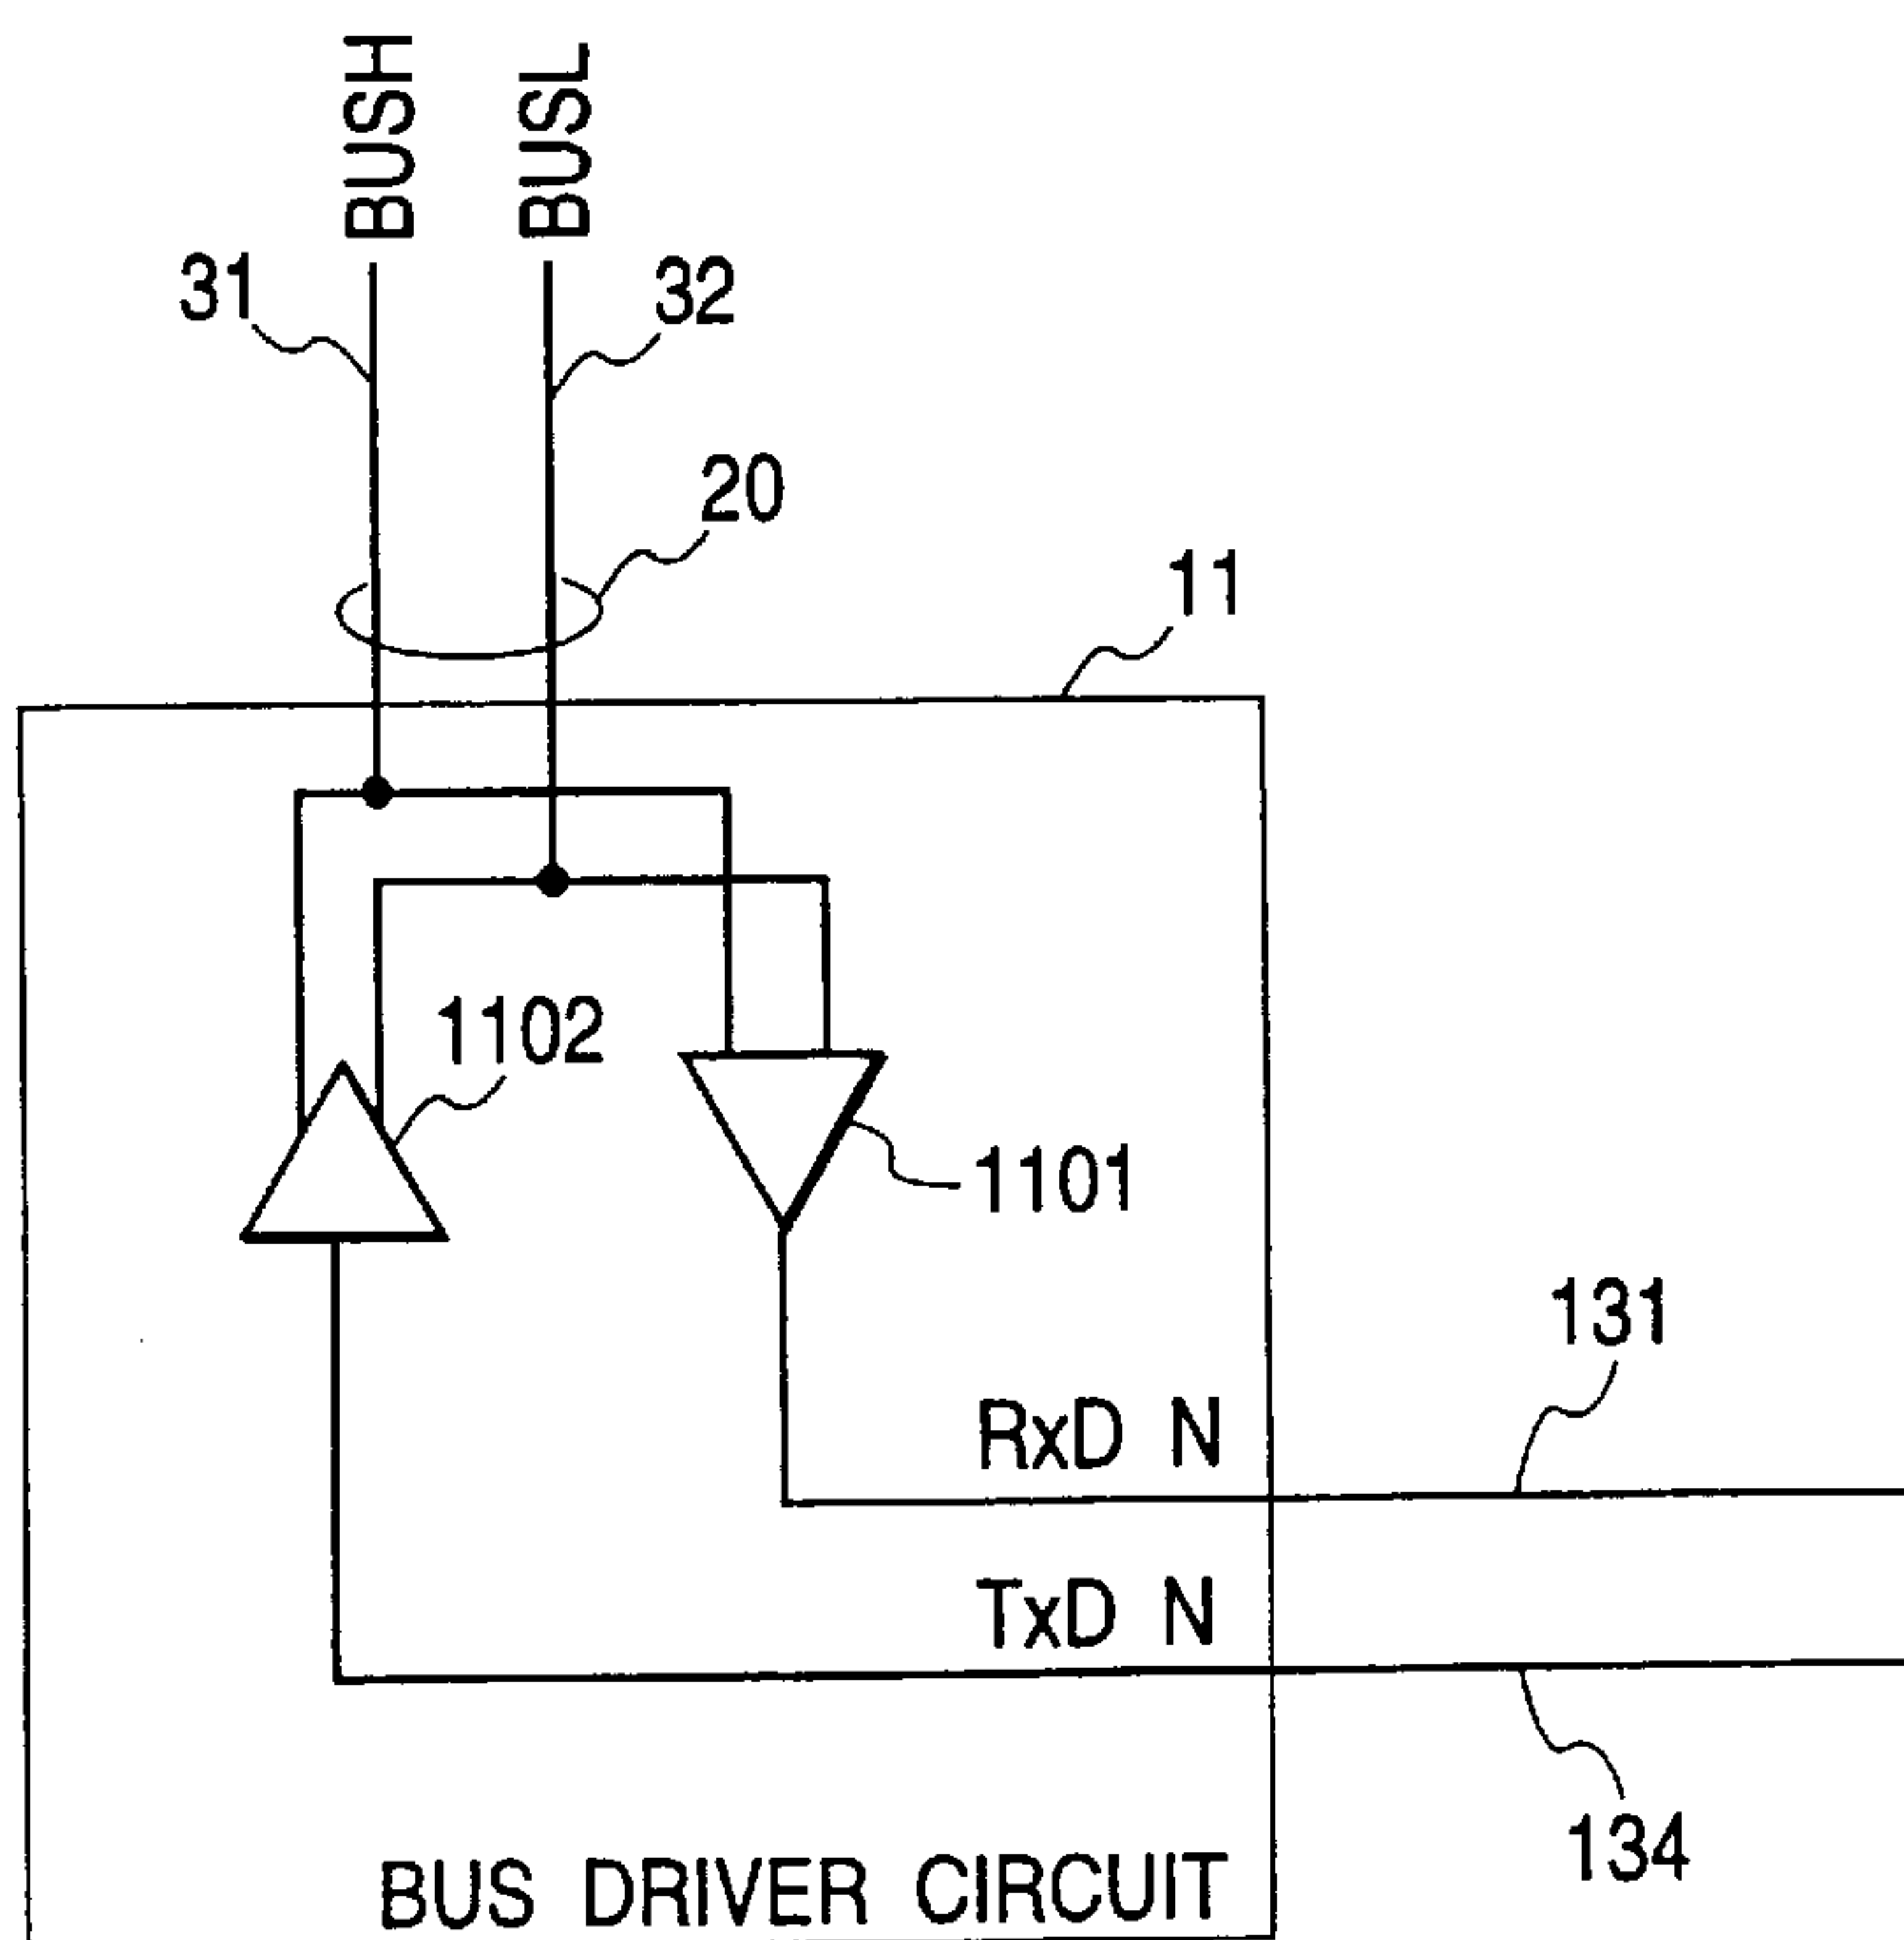 BUSH
BUSL
31
32
20
11
1102
1101
131
RxD N
TxD N
134
BUS DRIVER CIRCUIT